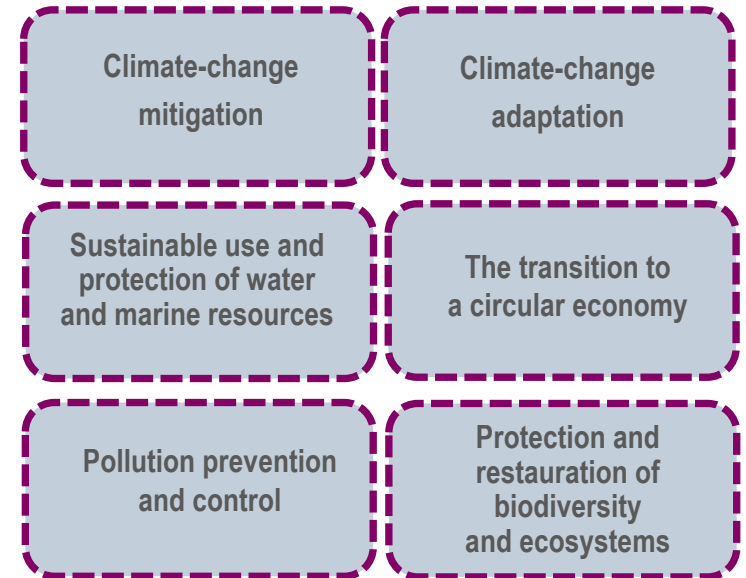 Climate-change
mitigation
Climate-change
adaptation
Sustainable use and
protection of water
and marine resources
The transition to
a circular economy
Pollution prevention
and control
Protection and
restauration of
biodiversity
and ecosystems